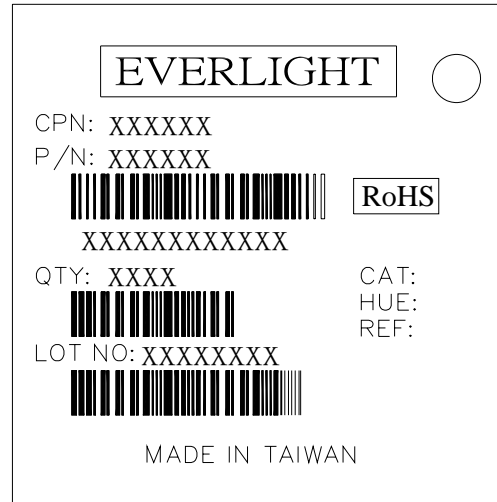 EVERLIGHT
CPN: XXXXXX
P/N: XXXXXX
RoHS
XXXXXXXXXXXX
QTY: XXXX
CAT:
HUE:
REF:
LOT NO: XXXXXXXX
MADE IN TAIWAN